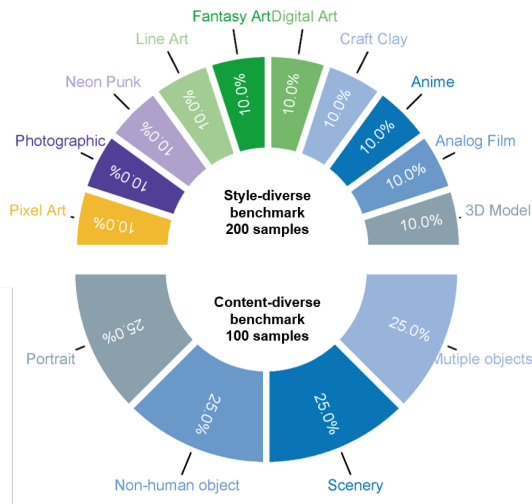 Fantasy Art
Digital Art
Line Art
Craft Clay
Neon Punk
Anime
Photographic
Analog Film
Pixel Art
3D Model
10.0%
10.0%
10.0%
10.0%
10.0%
10.0%
10.0%
10.0%
10.0%
10.0%
Style-diverse
benchmark
200 samples
Content-diverse
benchmark
100 samples
25.0%
25.0%
25.0%
25.0%
Portrait
Mutiple objects
Non-human object
Scenery